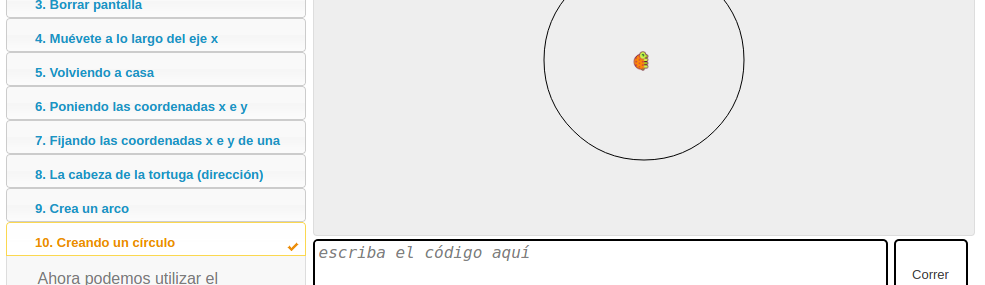 3. Borrar pantalla
4. Muévete a lo largo del eje x
5. Volviendo a casa
6. Poniendo las coordenadas x e y
7. Fijando las coordenadas x e y de una
8. La cabeza de la tortuga (dirección)
9. Crea un arco
10. Creando un círculo
Ahora podemos utilizar el
escriba el código aquí
Correr